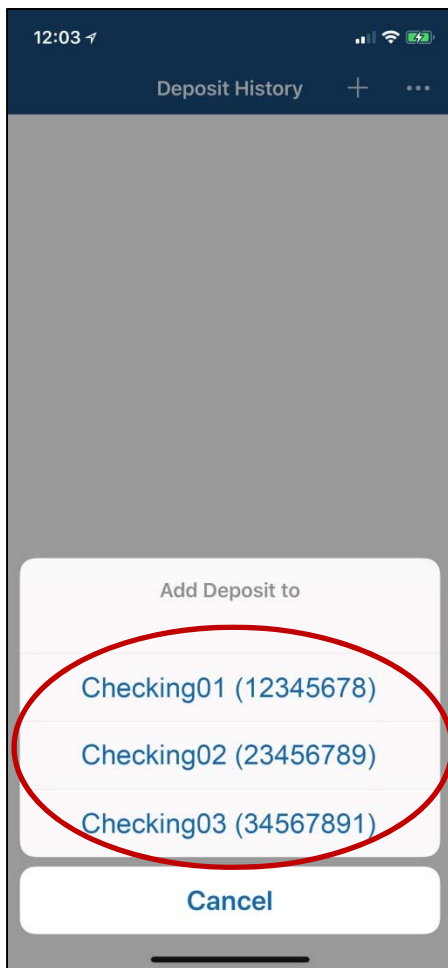 12:03
Deposit History
Add Deposit to
Checking01 (12345678)
Checking02 (23456789)
Checking03 (34567891)
Cancel